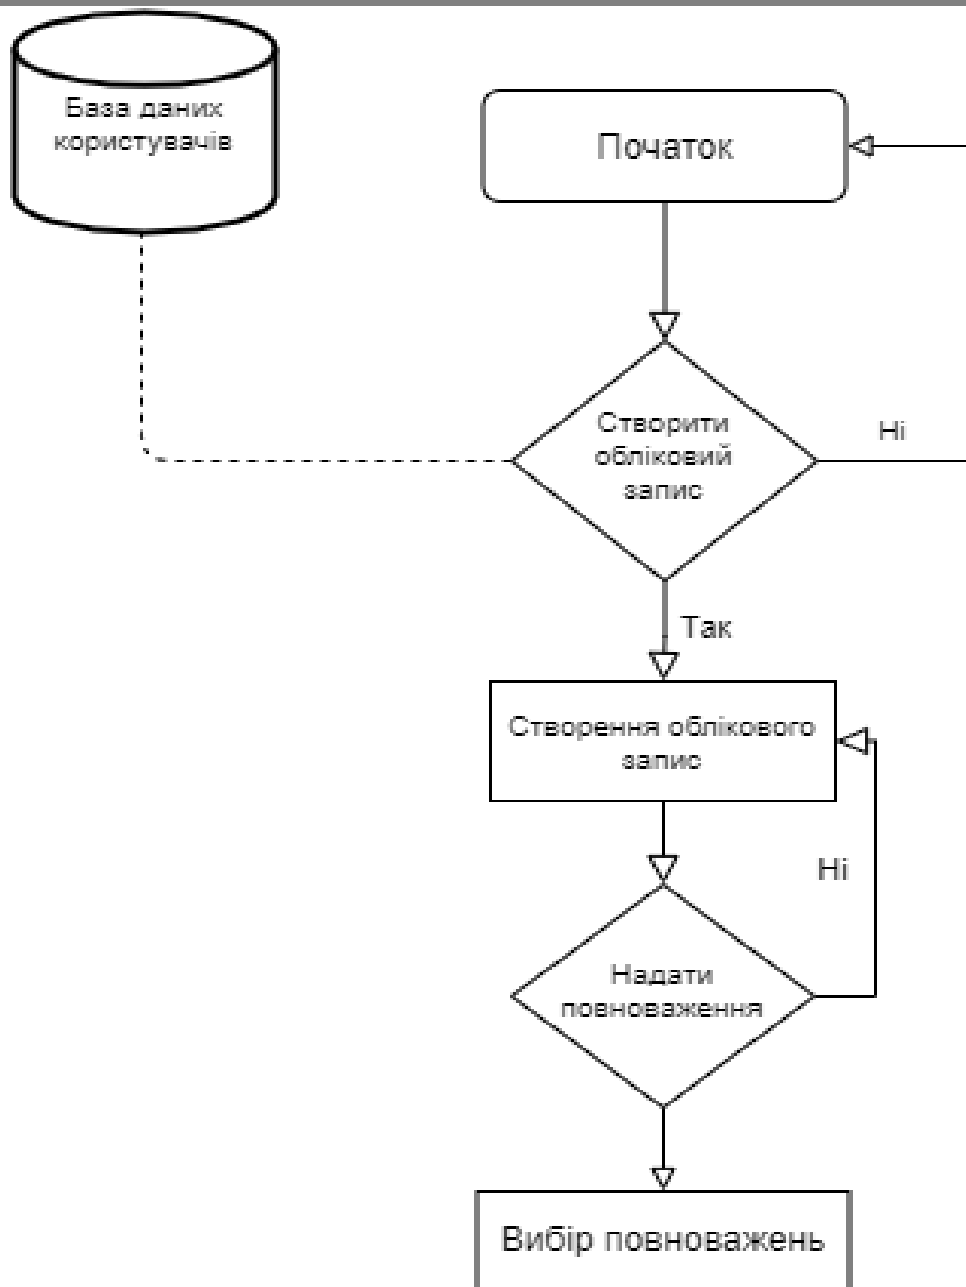 База даних
користувачів
Початок
Створити
обліковий
запис
Ні
Так
Створення облікового
запис
Ні
Надати
повноваження
Вибір повноважень